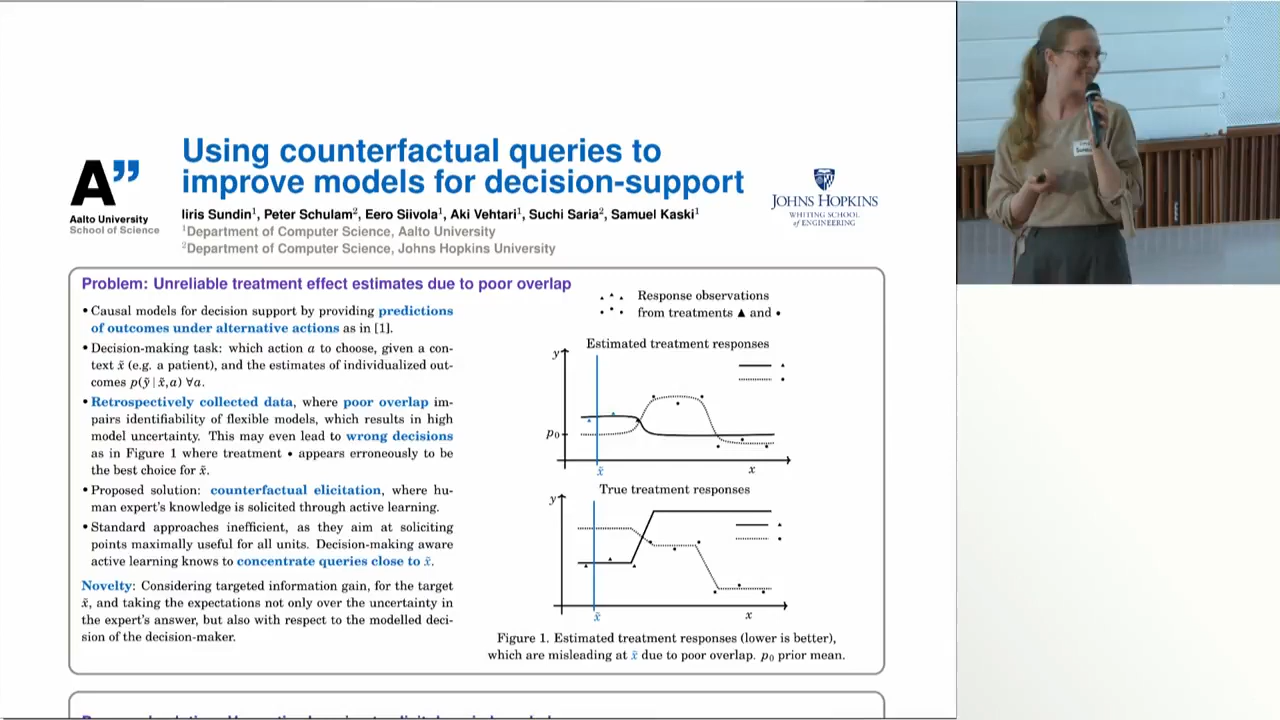 Using counterfactual queries to
improve models for decision-support
A”
Aalto University
School of Science
Iiris Sundin¹, Peter Schulam², Eero Siivola¹, Aki Vehtari¹, Suchi Saria², Samuel Kaski¹
¹Department of Computer Science, Aalto University
²Department of Computer Science, Johns Hopkins University
JOHNS HOPKINS
WHITING SCHOOL
of ENGINEERING
Problem: Unreliable treatment effect estimates due to poor overlap
• Causal models for decision support by providing predictions
of outcomes under alternative actions as in [1].
• Decision-making task: which action a to choose, given a con-
text x̃ (e.g. a patient), and the estimates of individualized out-
comes p(ỹ | x̃,a) ∀a.
• Retrospectively collected data, where poor overlap im-
pairs identifiability of flexible models, which results in high
model uncertainty. This may even lead to wrong decisions
as in Figure 1 where treatment • appears erroneously to be
the best choice for x̃.
• Proposed solution: counterfactual elicitation, where hu-
man expert's knowledge is solicited through active learning.
• Standard approaches inefficient, as they aim at soliciting
points maximally useful for all units. Decision-making aware
active learning knows to concentrate queries close to x̃.
Novelty: Considering targeted information gain, for the target
x̃, and taking the expectations not only over the uncertainty in
the expert's answer, but also with respect to the modelled deci-
sion of the decision-maker.
Response observations
from treatments ▲ and •
Estimated treatment responses
y
p₀
x̃
x
True treatment responses
y
x̃
x
Figure 1. Estimated treatment responses (lower is better),
which are misleading at x̃ due to poor overlap. p₀ prior mean.